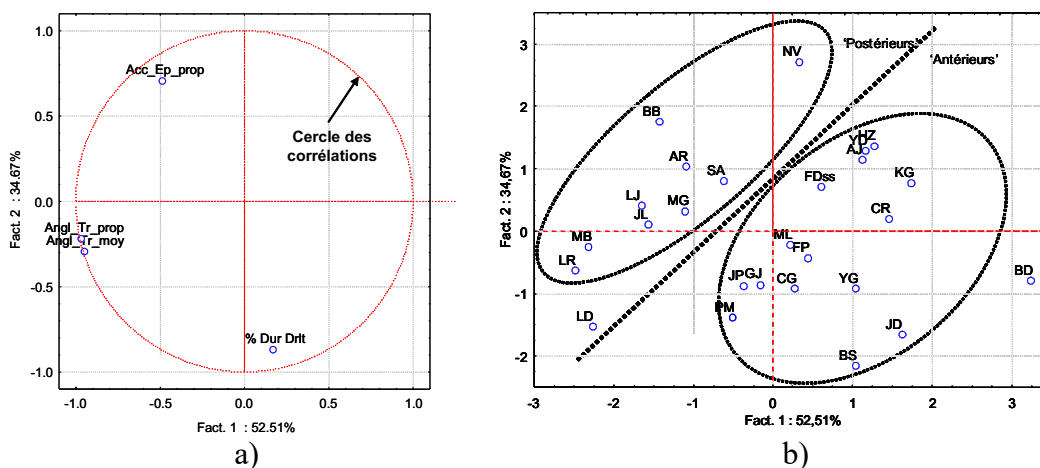 1.0
0.5
0.0
-0.5
-1.0
Fact. 2 : 34,67%
Acc_Ep_prop
Cercle des
corrélations
Angl_Tr_prop
Angl_Tr_moy
% Dur Drlt
-1.0 -0.5 0.0 0.5 1.0
Fact. 1 : 52.51%
a)
3
2
1
0
-1
-2
Fact. 2 : 34,67%
'Postérieurs'
'Antérieurs'
NV
BB
HZ
YD
AJ
AR
SA
FDss
KG
LJ
MG
JL
CR
MB
ML
LR
FP
JP
GJ
CG
YG
BD
PM
LD
JD
BS
-3 -2 -1 0 1 2 3
Fact. 1 : 52,51%
b)